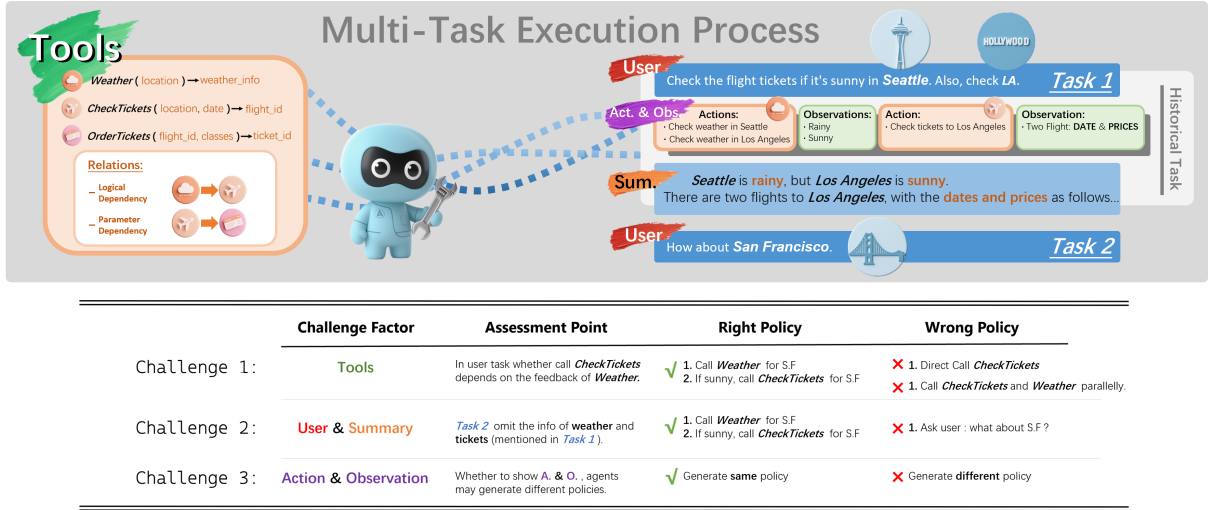 Multi-Task Execution Process
Tools
Weather ( location ) → weather_info
CheckTickets ( location, date ) → flight_id
OrderTickets ( flight_id, classes ) → ticket_id
Relations:
– Logical
Dependency
– Parameter
Dependency
HOLLYWOOD
User
Check the flight tickets if it's sunny in Seattle. Also, check LA.
Task 1
Act. & Obs.
Actions:
· Check weather in Seattle
· Check weather in Los Angeles
Observations:
· Rainy
· Sunny
Action:
· Check tickets to Los Angeles
Observation:
· Two Flight: DATE & PRICES
Historical Task
Sum.
Seattle is rainy, but Los Angeles is sunny.
There are two flights to Los Angeles, with the dates and prices as follows...
User
How about San Francisco.
Task 2
Challenge Factor
Assessment Point
Right Policy
Wrong Policy
Challenge 1:
Tools
In user task whether call CheckTickets
depends on the feedback of Weather.
√ 1. Call Weather for S.F
2. If sunny, call CheckTickets for S.F
× 1. Direct Call CheckTickets
× 1. Call CheckTickets and Weather parallelly.
Challenge 2:
User & Summary
Task 2 omit the info of weather and
tickets (mentioned in Task 1 ).
√ 1. Call Weather for S.F
2. If sunny, call CheckTickets for S.F
× 1. Ask user : what about S.F ?
Challenge 3:
Action & Observation
Whether to show A. & O. , agents
may generate different policies.
√ Generate same policy
× Generate different policy